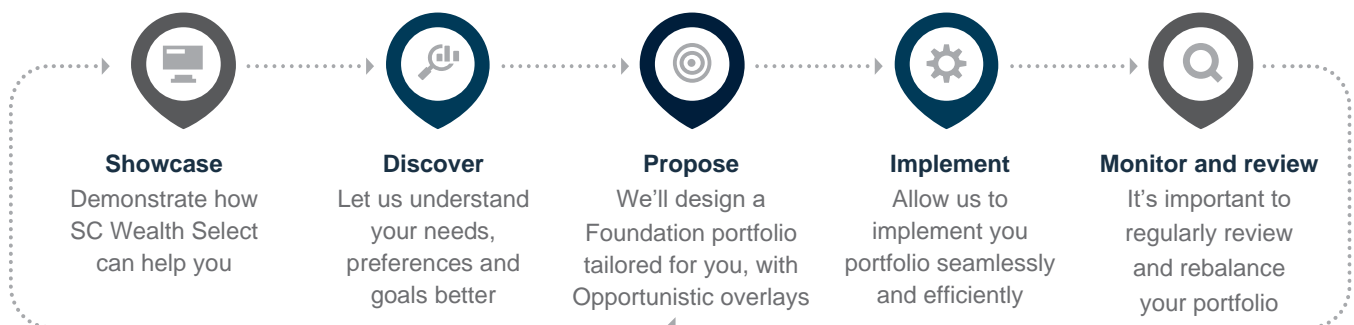 Showcase
Demonstrate how
SC Wealth Select
can help you
Discover
Let us understand
your needs,
preferences and
goals better
Propose
We'll design a
Foundation portfolio
tailored for you, with
Opportunistic overlays
Implement
Allow us to
implement you
portfolio seamlessly
and efficiently
Monitor and review
It's important to
regularly review
and rebalance
your portfolio